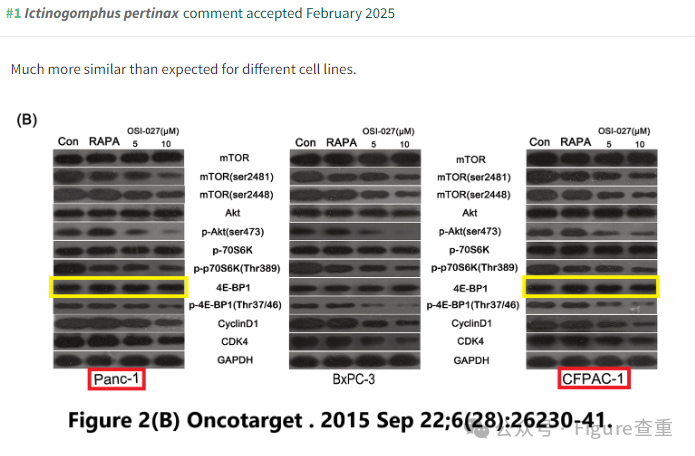 #1 Ictinogomphus pertinax comment accepted February 2025
Much more similar than expected for different cell lines.
(B)
OSI-027(μM) OSI-027(μM) OSI-027(μM)
Con RAPA 5 10 Con RAPA 5 10 Con RAPA 5 10
mTOR mTOR
mTOR(ser2481) mTOR(ser2481)
mTOR(ser2448) mTOR(ser2448)
Akt Akt
p-Akt(ser473) p-Akt(ser473)
p-70S6K p-70S6K
p-p70S6K(Thr389) p-p70S6K(Thr389)
4E-BP1 4E-BP1
p-4E-BP1(Thr37/46) p-4E-BP1(Thr37/46)
CyclinD1 CyclinD1
CDK4 CDK4
GAPDH GAPDH
Panc-1 BxPC-3 CFPAC-1
Figure 2(B) Oncotarget . 2015 Sep 22;6(28):26230-41.
公众号 · Figure查重